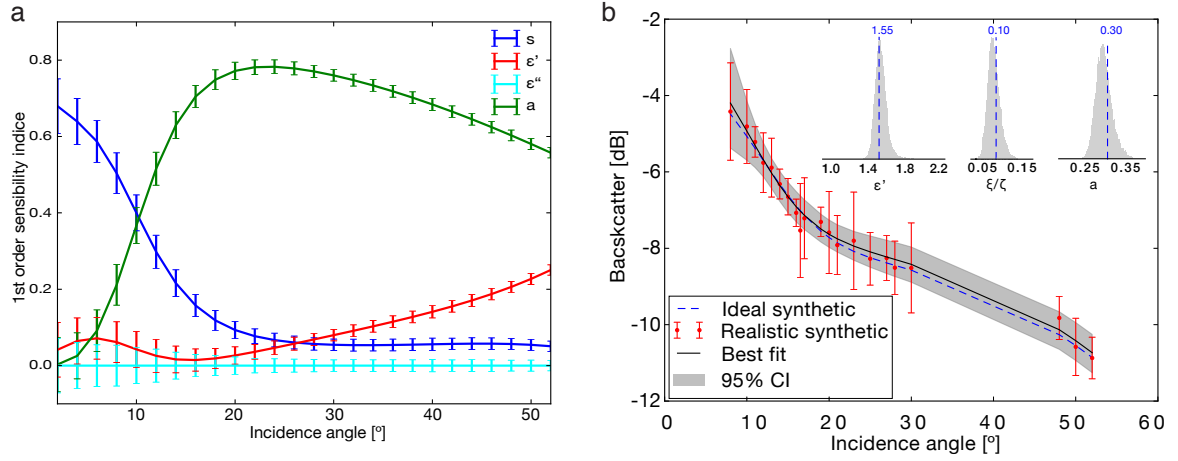 a
1st order sensibility indice
0.8
0.6
0.4
0.2
0.0
s
ε’
ε“
a
10
20
30
40
50
Incidence angle [º]
b
Bacskcatter [dB]
-2
-4
-6
-8
-10
-12
1.55
0.10
0.30
1.0
1.4
1.8
2.2
ε’
0.05
0.15
ξ/ζ
0.25
0.35
a
Ideal synthetic
Realistic synthetic
Best fit
95% CI
0
10
20
30
40
50
60
Incidence angle [º]